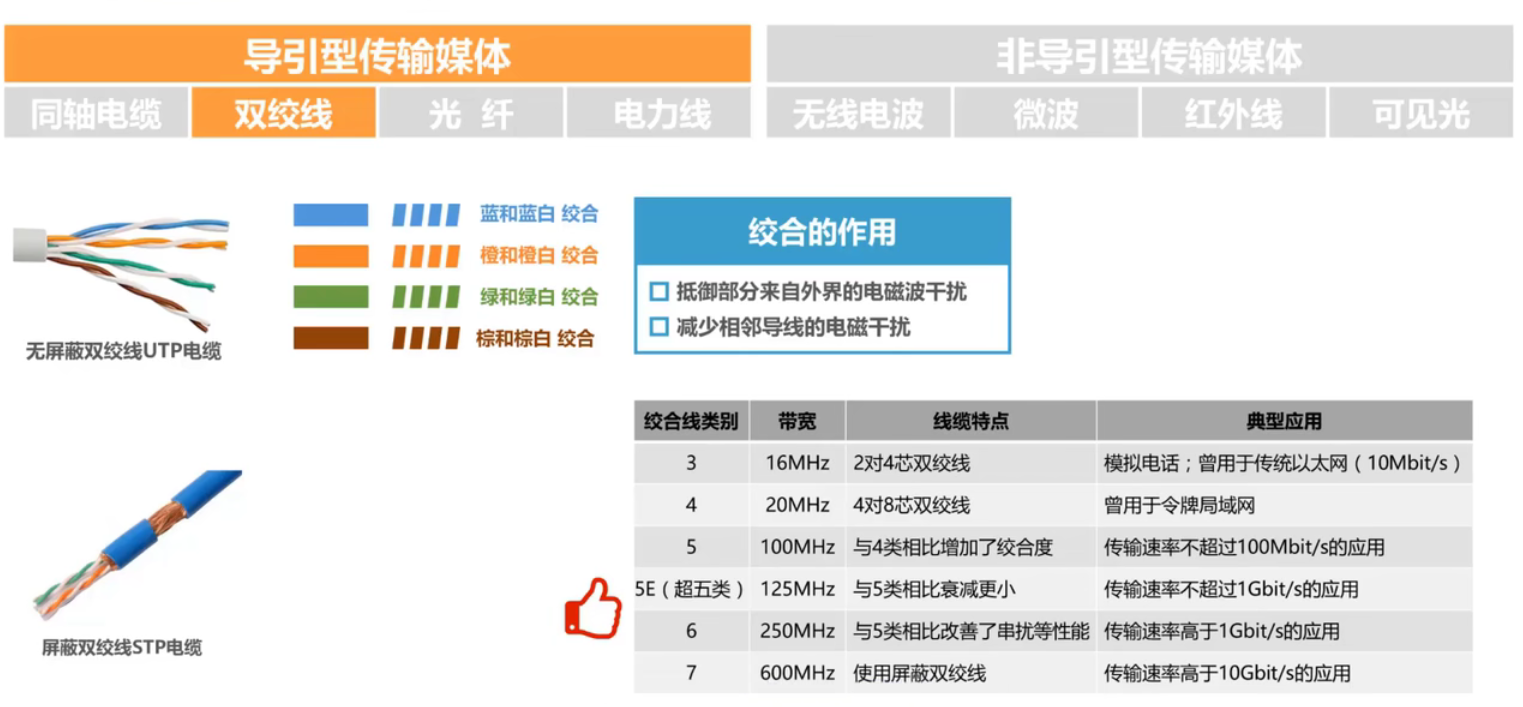 导引型传输媒体 非导引型传输媒体
同轴电缆 双绞线 光 纤 电力线 无线电波 微波 红外线 可见光
蓝和蓝白 绞合
橙和橙白 绞合
绿和绿白 绞合
棕和棕白 绞合
无屏蔽双绞线UTP电缆
绞合的作用
抵御部分来自外界的电磁波干扰
减少相邻导线的电磁干扰
屏蔽双绞线STP电缆
绞合线类别 带宽 线缆特点 典型应用
3 16MHz 2对4芯双绞线 模拟电话；曾用于传统以太网（10Mbit/s）
4 20MHz 4对8芯双绞线 曾用于令牌局域网
5 100MHz 与4类相比增加了绞合度 传输速率不超过100Mbit/s的应用
5E（超五类） 125MHz 与5类相比衰减更小 传输速率不超过1Gbit/s的应用
6 250MHz 与5类相比改善了串扰等性能 传输速率高于1Gbit/s的应用
7 600MHz 使用屏蔽双绞线 传输速率高于10Gbit/s的应用